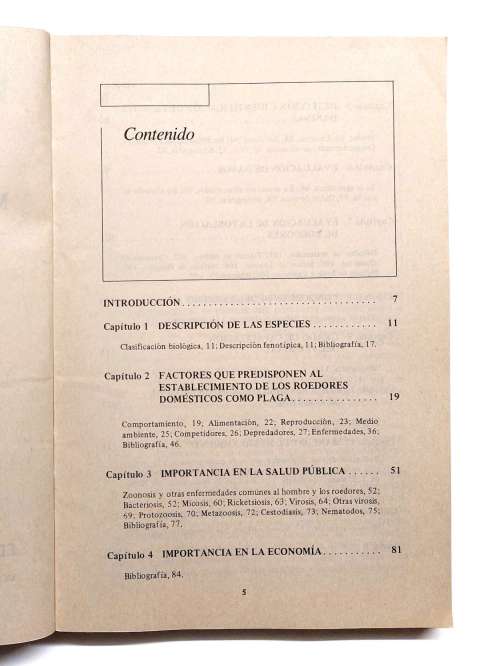 Contenido
INTRODUCCIÓN . . . . . . . . . . . . . . . . . . . . . . . . . . . . . . . . . . . . 7
Capítulo 1 DESCRIPCIÓN DE LAS ESPECIES . . . . . . . . . . . . 11
Clasificación biológica, 11; Descripción fenotípica, 11; Bibliografía, 17.
Capítulo 2 FACTORES QUE PREDISPONEN AL
ESTABLECIMIENTO DE LOS ROEDORES
DOMÉSTICOS COMO PLAGA . . . . . . . . . . . . . . . . 19
Comportamiento, 19; Alimentación, 22; Reproducción, 23; Medio
ambiente, 25; Competidores, 26; Depredadores, 27; Enfermedades, 36;
Bibliografía, 46.
Capítulo 3 IMPORTANCIA EN LA SALUD PÚBLICA . . . . . . 51
Zoonosis y otras enfermedades comunes al hombre y los roedores, 52;
Bacteriosis, 52; Micosis, 60; Ricketsiosis, 63; Virosis, 64; Otras virosis,
69; Protozoosis, 70; Metazoosis, 72; Cestodiasis, 73; Nematodos, 75;
Bibliografía, 77.
Capítulo 4 IMPORTANCIA EN LA ECONOMÍA . . . . . . . . . . . 81
Bibliografía, 84.
5